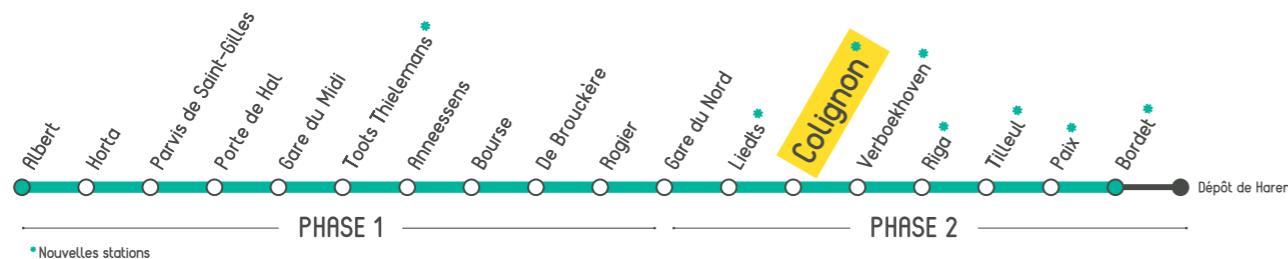 Albert
Horta
Parvis de Saint-Gilles
Porte de Hal
Gare du Midi
Toots Thielemans *
Anneessens
Bourse
De Brouckère
Rogier
Gare du Nord
Liedts *
Colignon *
Verboekhoven *
Riga *
Tilleul *
Paix *
Bordet *
Dépôt de Haren
PHASE 1
PHASE 2
* Nouvelles stations